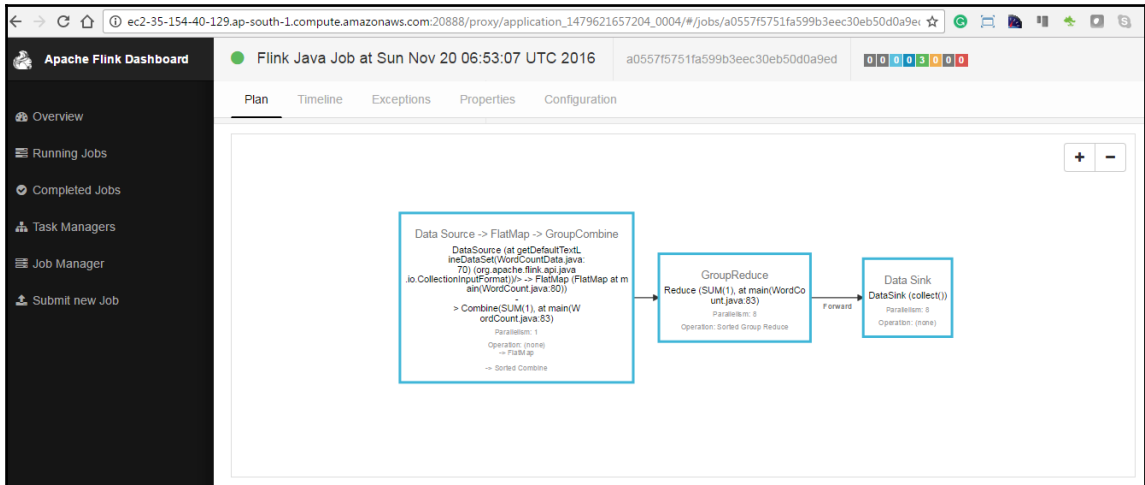 ec2-35-154-40-129.ap-south-1.compute.amazonaws.com:20888/proxy/application_1479621657204_0004/#/jobs/a0557f5751fa599b3eec30eb50d0a9ec
Apache Flink Dashboard
Flink Java Job at Sun Nov 20 06:53:07 UTC 2016
a0557f5751fa599b3eec30eb50d0a9ed
0 0 0 0 3 0 0 0
Plan
Timeline
Exceptions
Properties
Configuration
Overview
Running Jobs
Completed Jobs
Task Managers
Job Manager
Submit new Job
+
−
Data Source -> FlatMap -> GroupCombine
DataSource (at getDefaultTextL
ineDataSet(WordCountData.java:
70) (org.apache.flink.api.java
.io.CollectionInputFormat))/> -> FlatMap (FlatMap at m
ain(WordCount.java:80))
-
> Combine(SUM(1), at main(W
ordCount.java:83)
Parallelism: 1
Operation: (none)
-> FlatMap
-> Sorted Combine
GroupReduce
Reduce (SUM(1), at main(WordCo
unt.java:83)
Parallelism: 8
Operation: Sorted Group Reduce
Forward
Data Sink
DataSink (collect())
Parallelism: 8
Operation: (none)